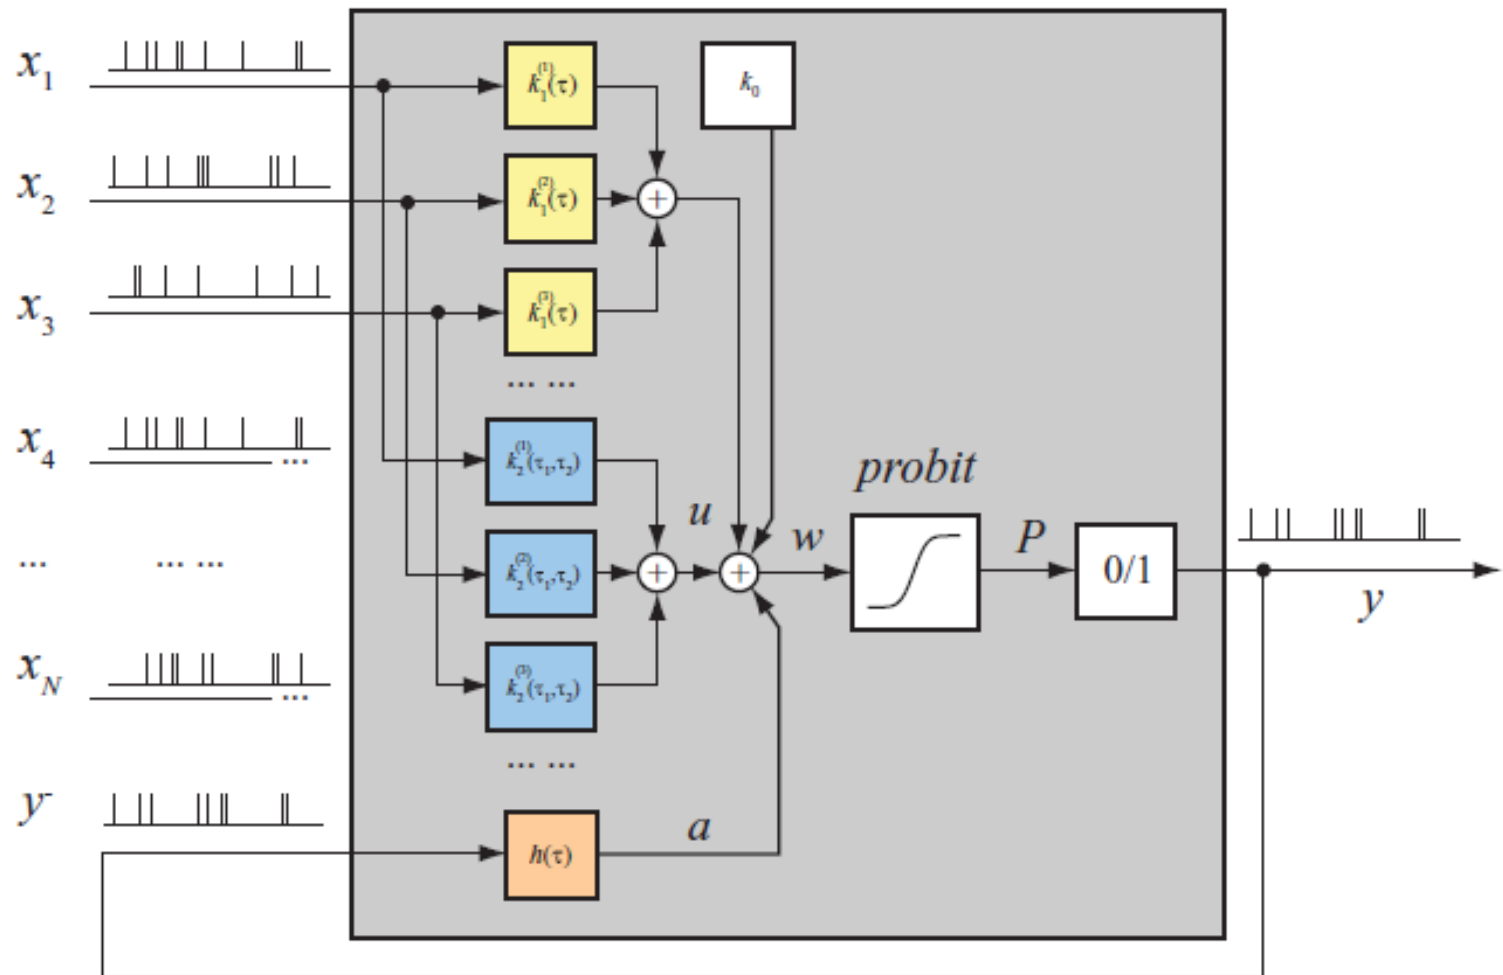 x₁
k₁⁽¹⁾(τ)
k₀
x₂
k₁⁽²⁾(τ)
+
x₃
k₁⁽³⁾(τ)
... ...
x₄
...
k₂⁽¹⁾(τ₁,τ₂)
probit
u
w
P
... ... ...
k₂⁽²⁾(τ₁,τ₂)
+
+
0/1
y
x_N
...
k₂⁽³⁾(τ₁,τ₂)
... ...
y⁻
h(τ)
a